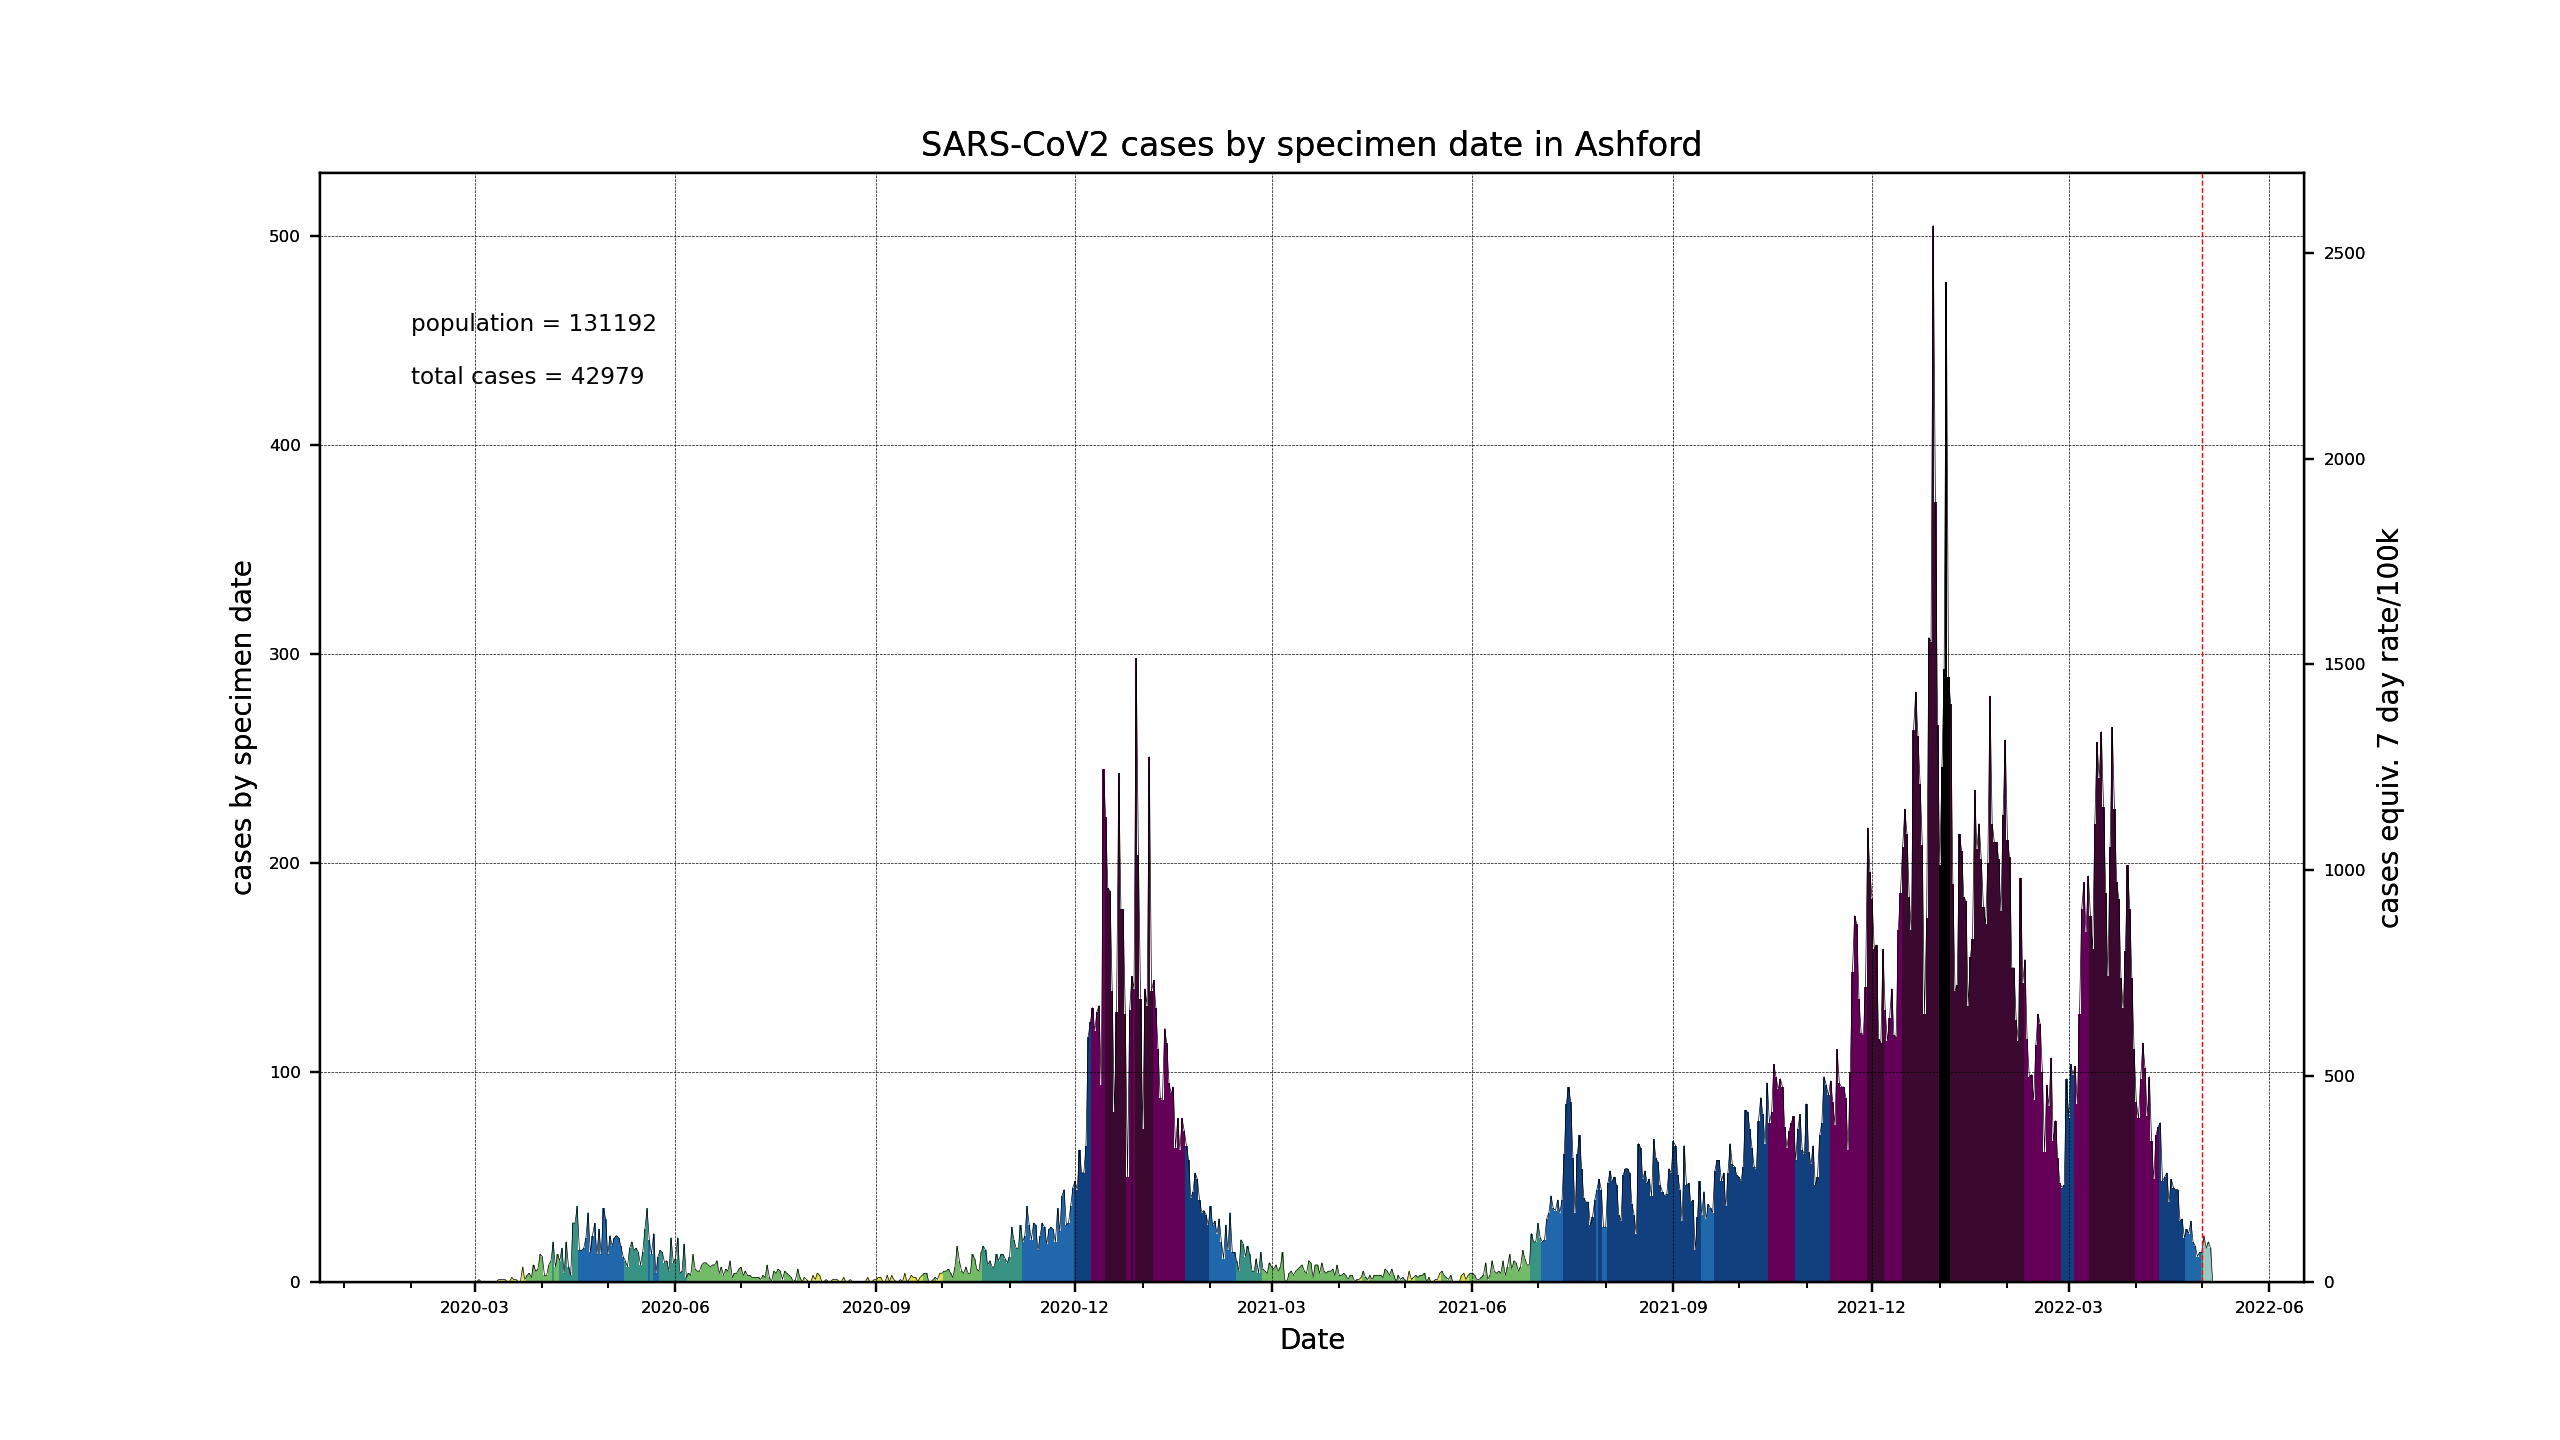 SARS-CoV2 cases by specimen date in Ashford
population = 131192
total cases = 42979
cases by specimen date
500
400
300
200
100
0
2500
2000
1500
1000
500
0
cases equiv. 7 day rate/100k
2020-03 2020-06 2020-09 2020-12 2021-03 2021-06 2021-09 2021-12 2022-03 2022-06
Date